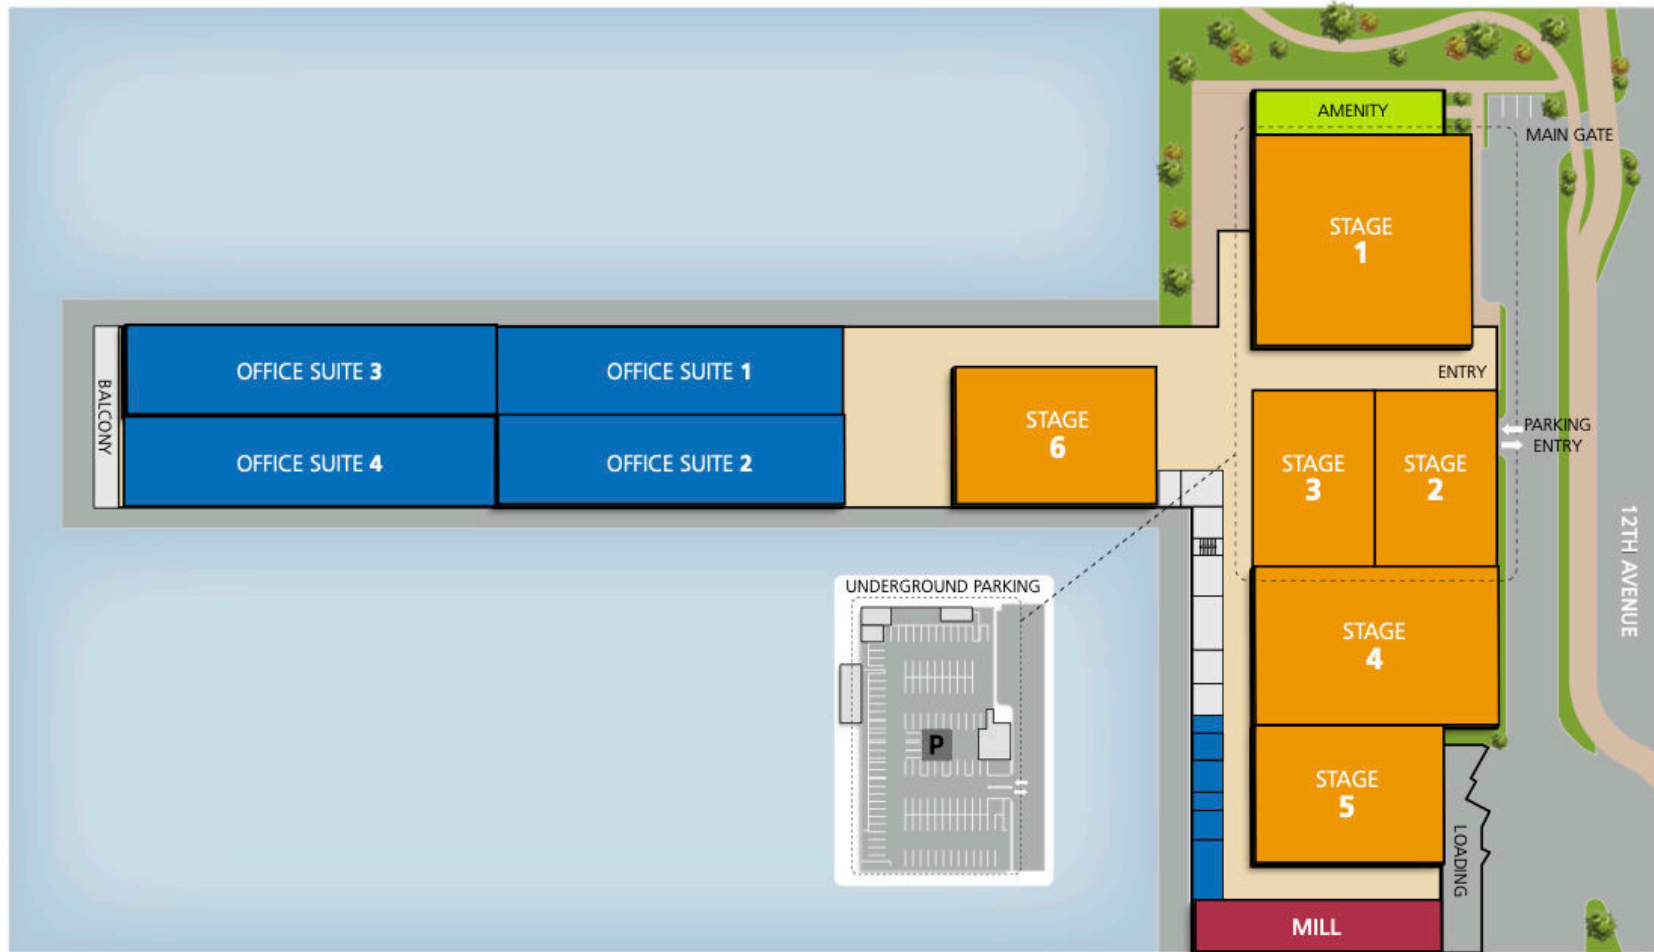 AMENITY
MAIN GATE
STAGE
1
BALCONY
OFFICE SUITE 3
OFFICE SUITE 1
ENTRY
STAGE
6
PARKING
ENTRY
OFFICE SUITE 4
OFFICE SUITE 2
STAGE
3
STAGE
2
12TH AVENUE
UNDERGROUND PARKING
STAGE
4
P
STAGE
5
LOADING
MILL